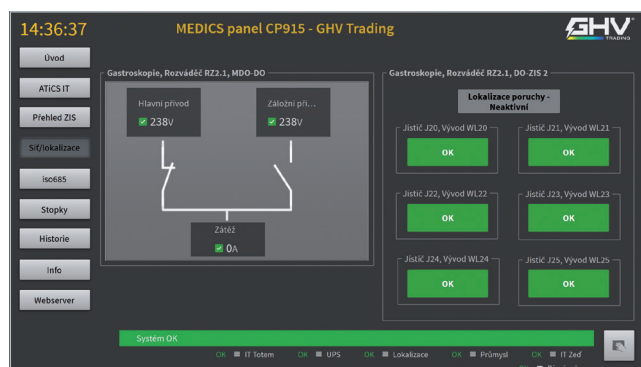 14:36:37
MEDICS panel CP915 - GHV Trading
GHV
TRADING
Úvod
ATiCS IT
Přehled ZIS
Síť/lokalizace
iso685
Stopky
Historie
Info
Webserver
Gastroskopie, Rozváděč RZ2.1, MDO-DO
Hlavní přívod
238V
Záložní pří...
238V
Zátěž
0A
Gastroskopie, Rozváděč RZ2.1, DO-ZIS 2
Lokalizace poruchy -
Neaktivní
Jistič J20, Vývod WL20
OK
Jistič J21, Vývod WL21
OK
Jistič J22, Vývod WL22
OK
Jistič J23, Vývod WL23
OK
Jistič J24, Vývod WL24
OK
Jistič J25, Vývod WL25
OK
Systém OK
OK IT Totem OK UPS OK Lokalizace OK Průmysl OK IT Zeď